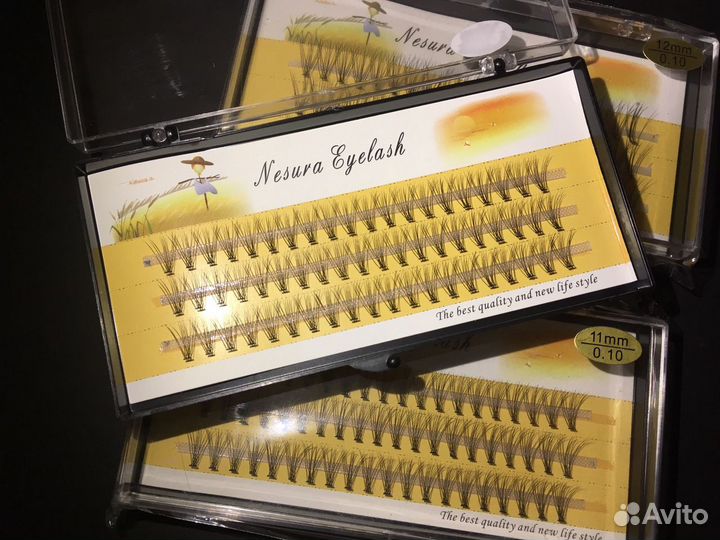 Nesura
12mm
0.10
Nesura Eyelash
The best quality and new life style
11mm
0.10
The best quality and new life style
Avito